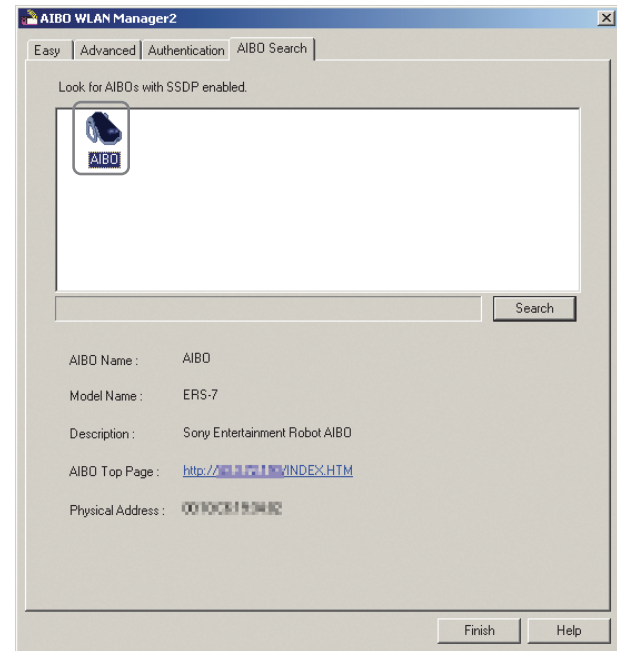 AIBO WLAN Manager2
Easy Advanced Authentication AIBO Search
Look for AIBOs with SSDP enabled.
AIBO
Search
AIBO Name : AIBO
Model Name : ERS-7
Description : Sony Entertainment Robot AIBO
AIBO Top Page : http:// /INDEX.HTM
Physical Address :
Finish Help